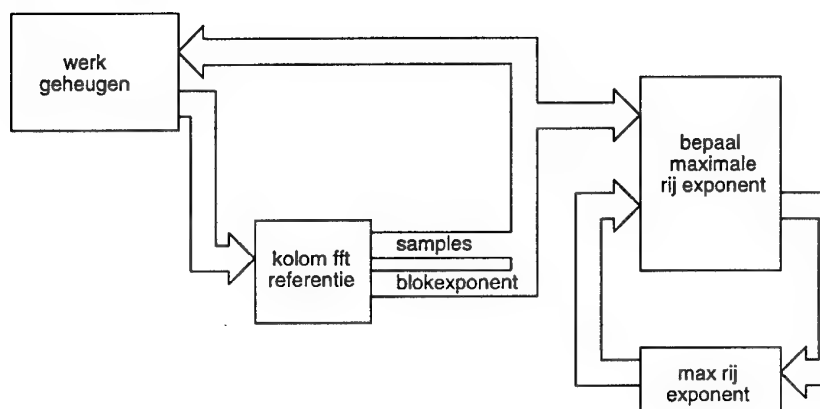 werk
geheugen
bepaal
maximale
rij exponent
samples
kolom fft
referentie
blokexponent
max rij
exponent